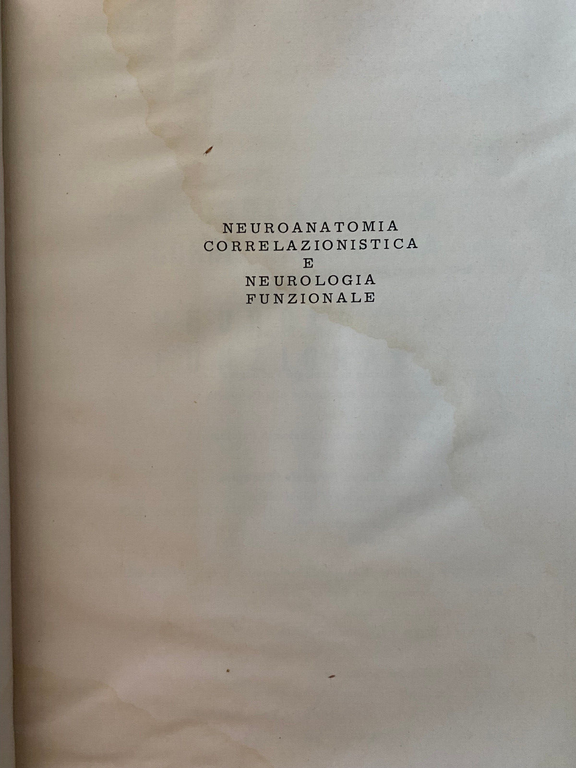 NEUROANATOMIA
CORRELAZIONISTICA
E
NEUROLOGIA
FUNZIONALE